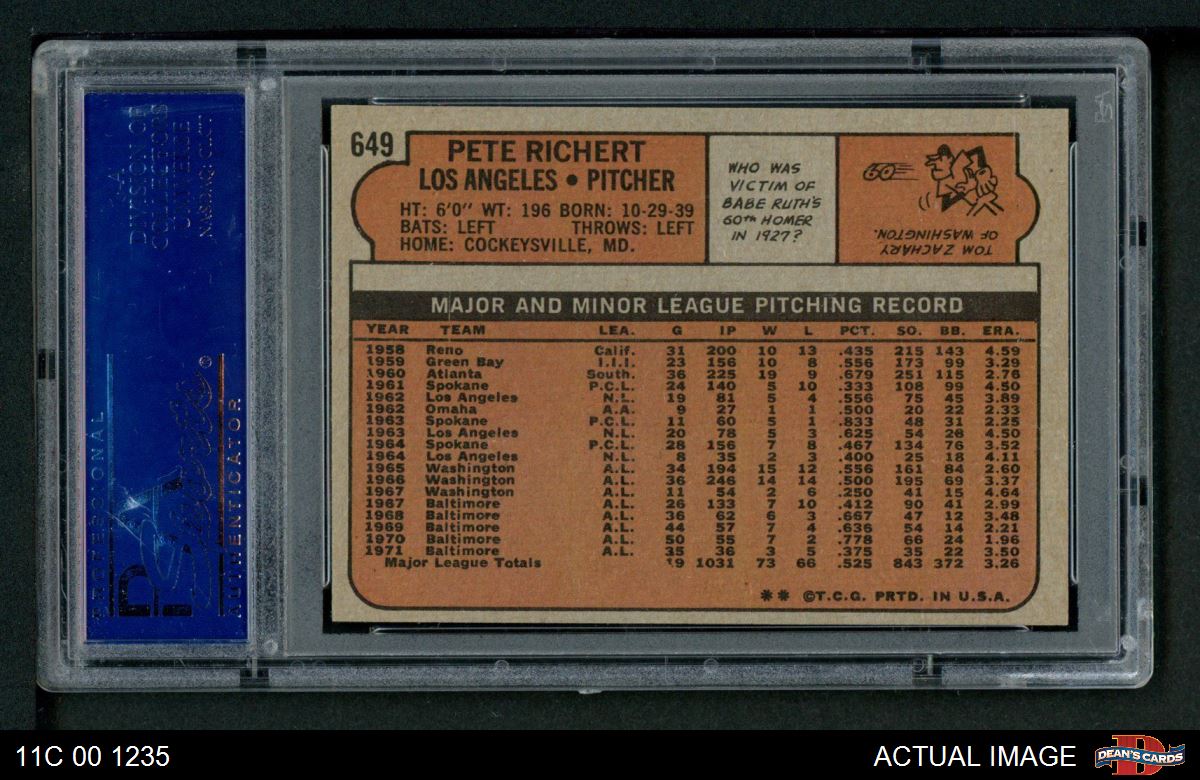 649
PETE RICHERT
LOS ANGELES • PITCHER
HT: 6'0" WT: 196 BORN: 10-29-39
BATS: LEFT THROWS: LEFT
HOME: COCKEYSVILLE, MD.
WHO WAS
VICTIM OF
BABE RUTH'S
60TH HOMER
IN 1927?
60
TOM ZACHARY
OF WASHINGTON.
MAJOR AND MINOR LEAGUE PITCHING RECORD
YEAR TEAM LEA. G IP W L PCT. SO. BB. ERA.
1958 Reno Calif. 31 200 10 13 .435 215 143 4.59
1959 Green Bay I.I.I. 23 156 10 8 .556 173 99 3.29
1960 Atlanta South. 36 225 19 9 .679 251 115 2.76
1961 Spokane P.C.L. 24 140 5 10 .333 108 99 4.50
1962 Los Angeles N.L. 19 81 5 4 .556 75 45 3.89
1962 Omaha A.A. 9 27 1 1 .500 20 22 2.33
1963 Spokane P.C.L. 11 60 5 1 .833 48 31 2.25
1963 Los Angeles N.L. 20 78 5 3 .625 54 28 4.50
1964 Spokane P.C.L. 28 156 7 8 .467 134 76 3.52
1964 Los Angeles N.L. 8 35 2 3 .400 25 18 4.11
1965 Washington A.L. 34 194 15 12 .556 161 84 2.60
1966 Washington A.L. 36 246 14 14 .500 195 69 3.37
1967 Washington A.L. 11 54 2 6 .250 41 15 4.64
1967 Baltimore A.L. 26 133 7 10 .412 90 41 2.99
1968 Baltimore A.L. 36 62 6 3 .667 47 12 3.48
1969 Baltimore A.L. 44 57 7 4 .636 54 14 2.21
1970 Baltimore A.L. 50 55 7 2 .778 66 24 1.96
1971 Baltimore A.L. 35 36 3 5 .375 35 22 3.50
Major League Totals 1031 73 66 .525 843 372 3.26
** ©T.C.G. PRTD. IN U.S.A.
A
DIVISION OF
COLLECTORS
UNIVERSE
NASDAQ: CLCT
PROFESSIONAL
PSA
Sports
AUTHENTICATOR
11C 00 1235
ACTUAL IMAGE
DEAN'S CARDS